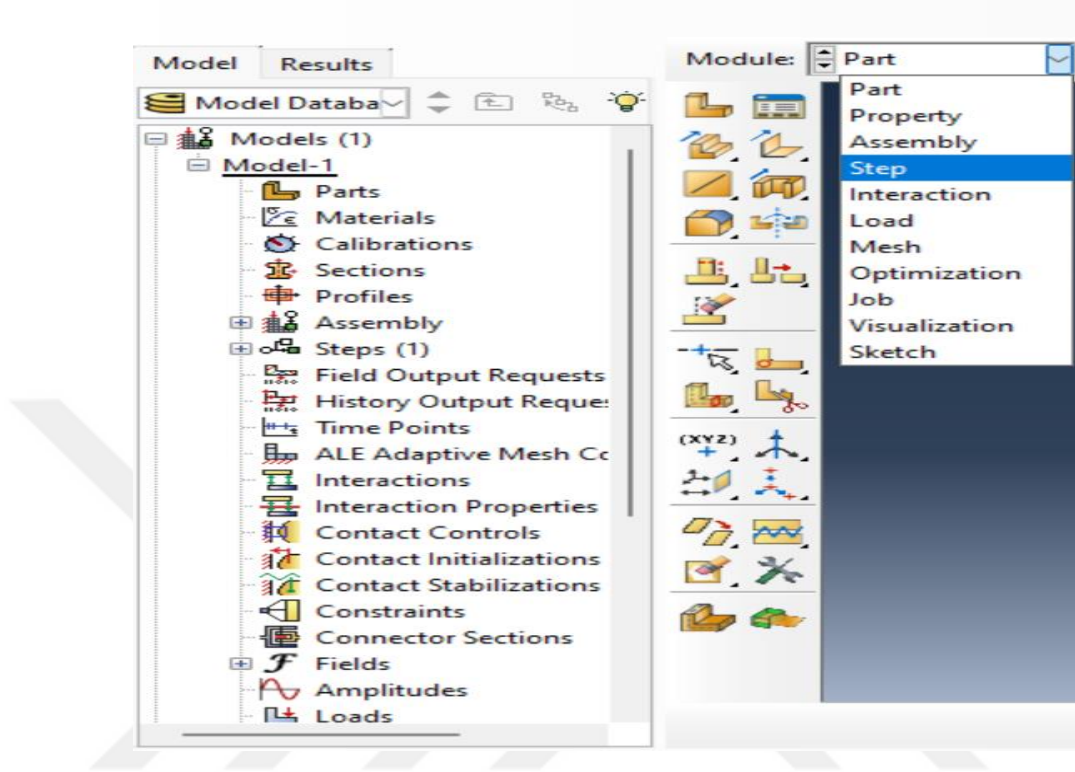 Model Results
Model Databa
Models (1)
Model-1
Parts
Materials
Calibrations
Sections
Profiles
Assembly
Steps (1)
Field Output Requests
History Output Reque
Time Points
ALE Adaptive Mesh Cc
Interactions
Interaction Properties
Contact Controls
Contact Initializations
Contact Stabilizations
Constraints
Connector Sections
Fields
Amplitudes
Loads
Module: Part
Part
Property
Assembly
Step
Interaction
Load
Mesh
Optimization
Job
Visualization
Sketch
(XYZ)